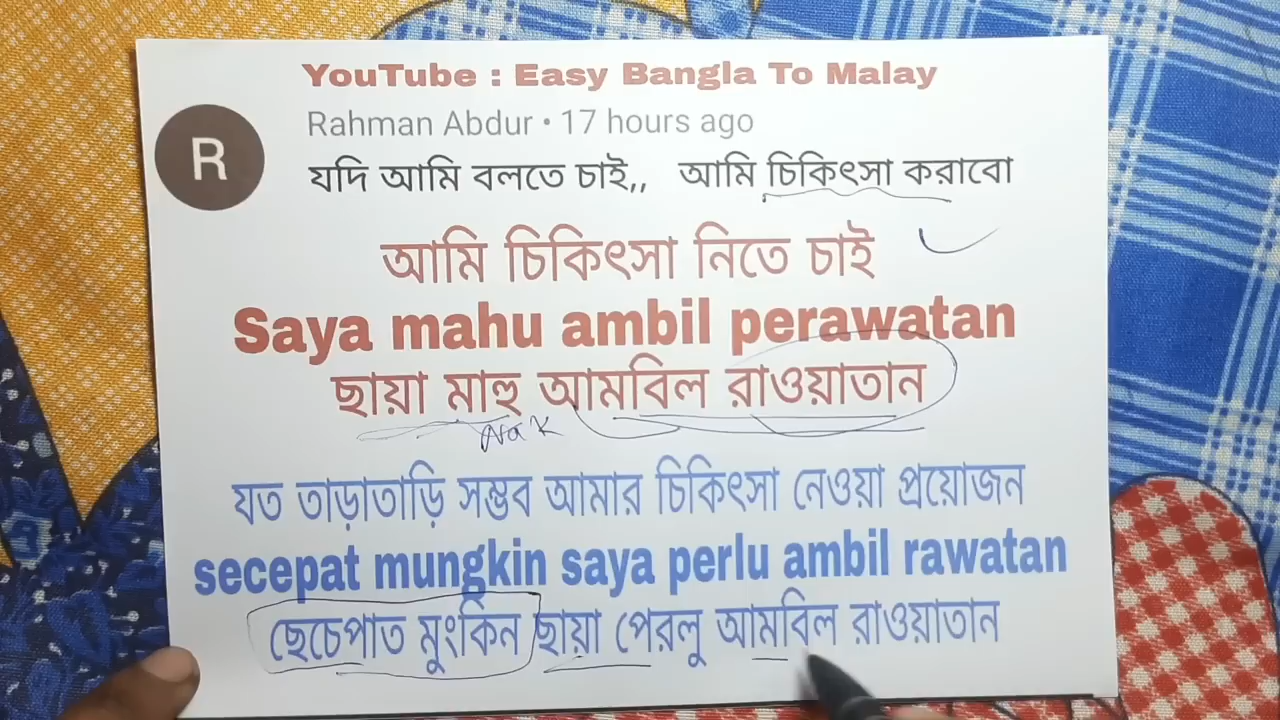 YouTube : Easy Bangla To Malay
R
Rahman Abdur • 17 hours ago
যদি আমি বলতে চাই,, আমি চিকিৎসা করাবো
আমি চিকিৎসা নিতে চাই
Saya mahu ambil perawatan
ছায়া মাহু আমবিল রাওয়াতান
Nak
যত তাড়াতাড়ি সম্ভব আমার চিকিৎসা নেওয়া প্রয়োজন
secepat mungkin saya perlu ambil rawatan
ছেচেপাত মুংকিন ছায়া পেরলু আমবিল রাওয়াতান